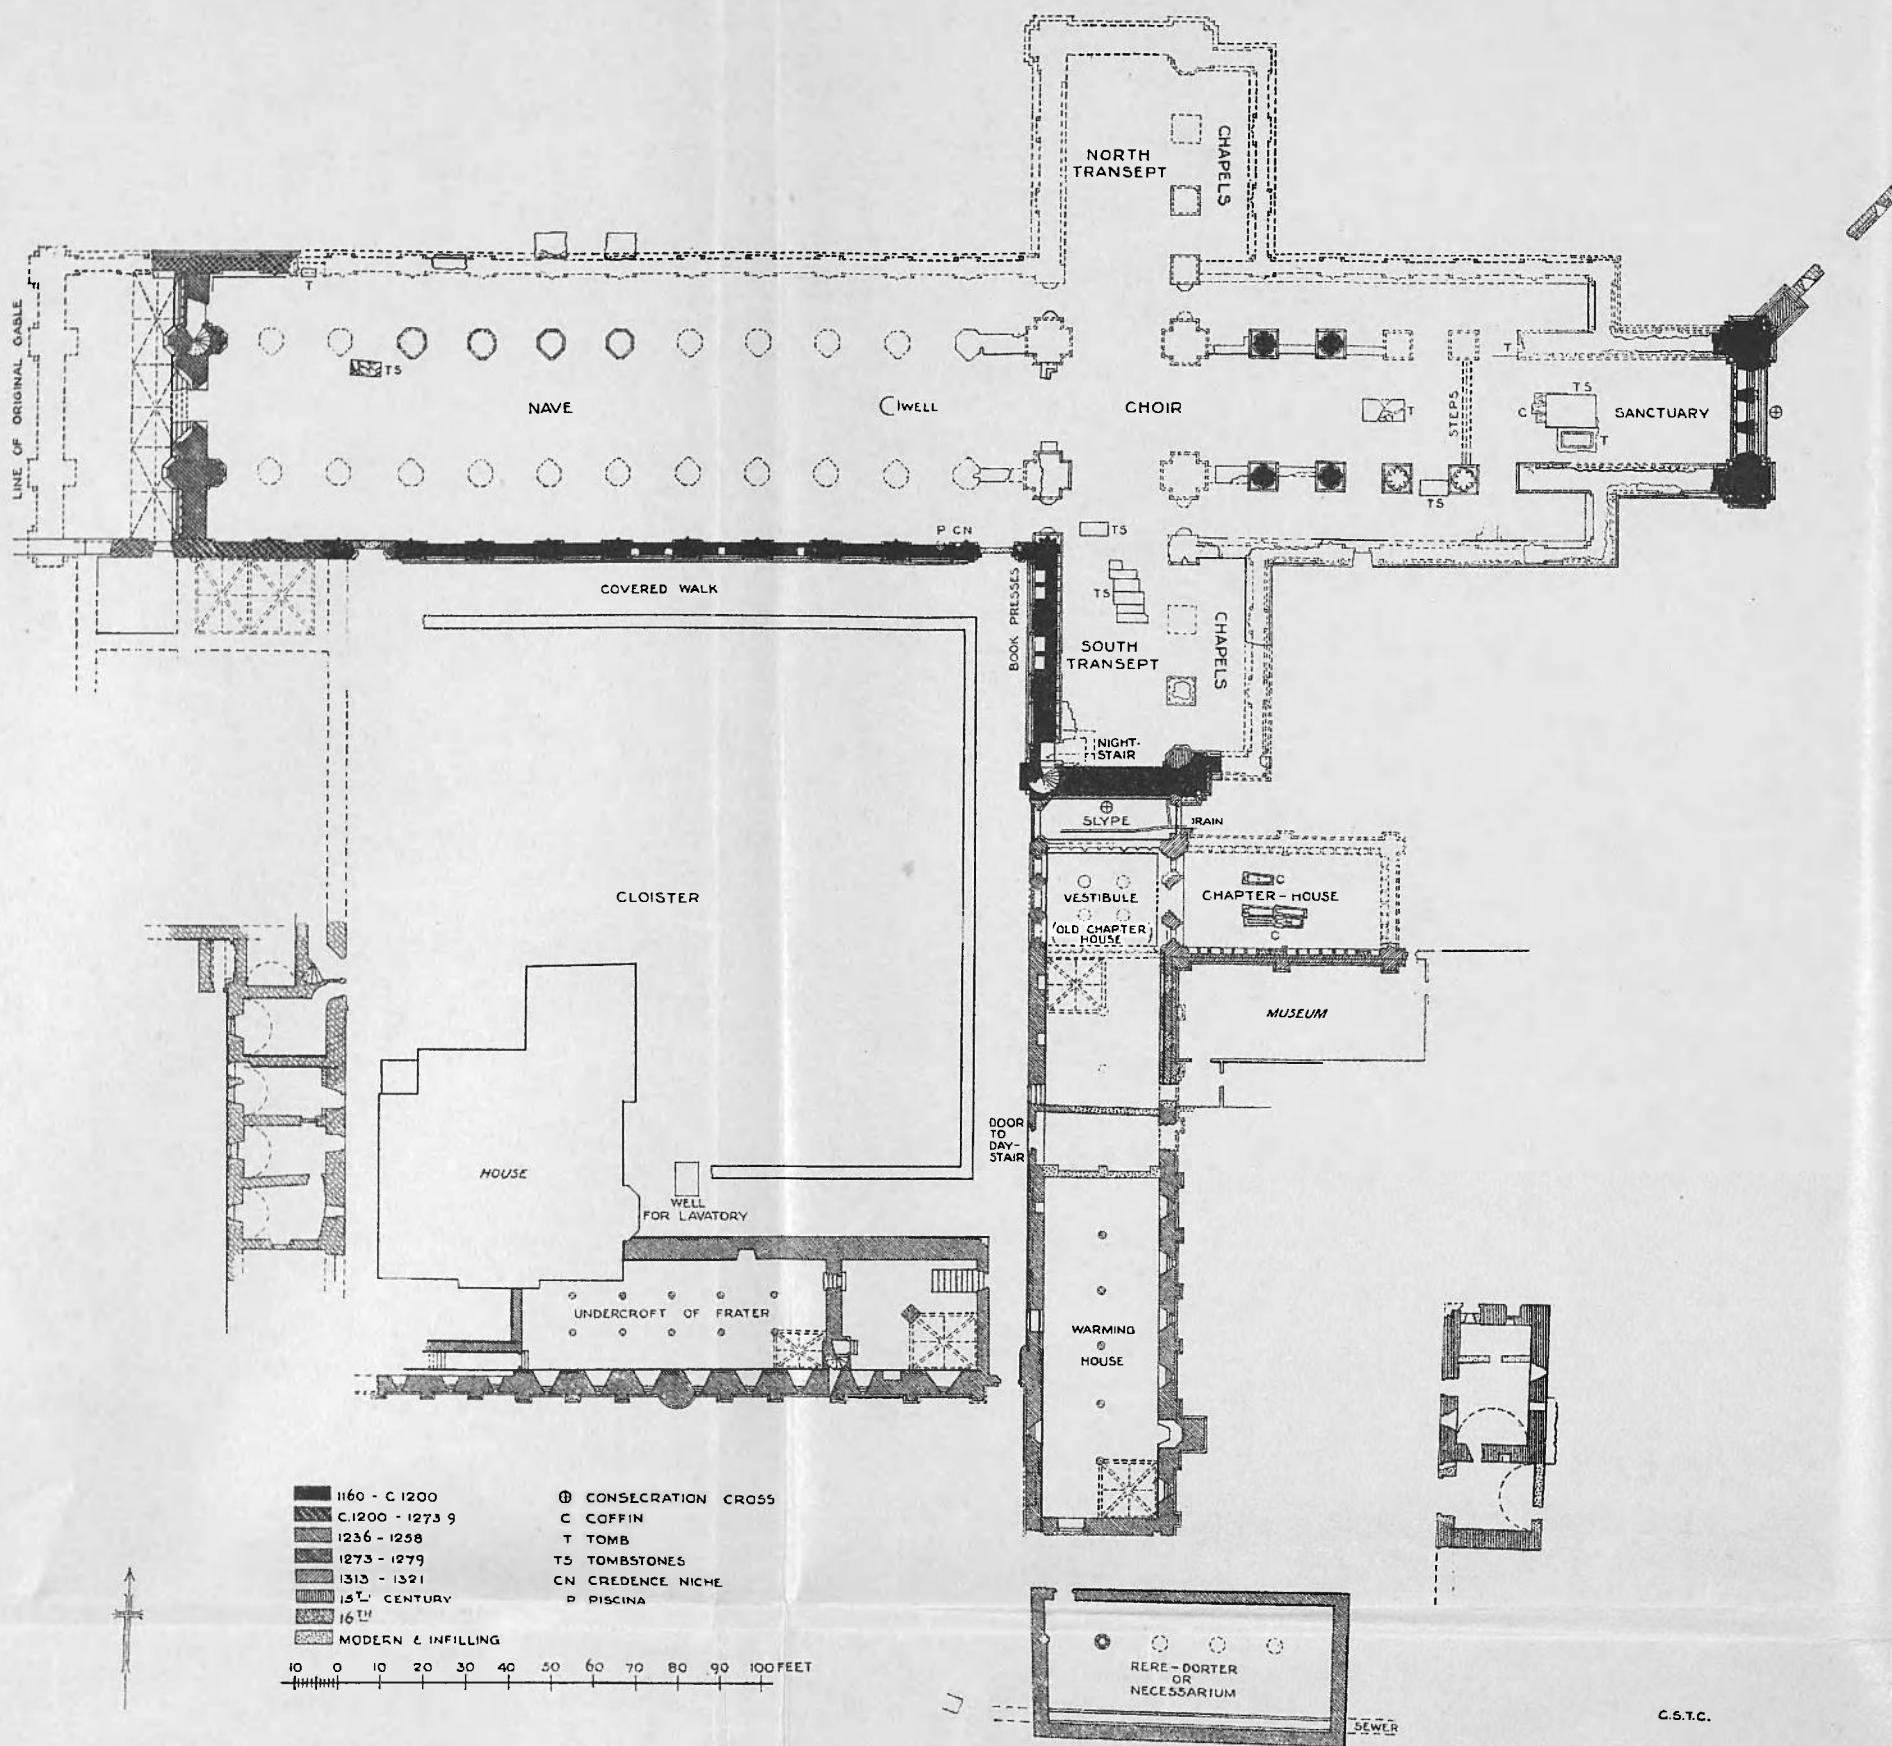 NORTH
TRANSEPT
CHAPELS
LINE OF ORIGINAL GABLE
T
TS
NAVE
WELL
CHOIR
T
STEPS
T
TS
C
T
SANCTUARY
TS
P CN
TS
COVERED WALK
BOOK PRESSES
TS
SOUTH
TRANSEPT
CHAPELS
NIGHT-
STAIR
SLYPE
DRAIN
CLOISTER
VESTIBULE
(OLD CHAPTER
HOUSE)
C
CHAPTER-HOUSE
C
MUSEUM
DOOR
TO
DAY-
STAIR
HOUSE
WELL
FOR LAVATORY
UNDERCROFT OF FRATER
WARMING
HOUSE
1160 - C 1200
C.1200 - 1273 9
1236 - 1258
1273 - 1279
1313 - 1321
15TH CENTURY
16TH
MODERN & INFILLING
CONSECRATION CROSS
C COFFIN
T TOMB
TS TOMBSTONES
CN CREDENCE NICHE
P PISCINA
10 0 10 20 30 40 50 60 70 80 90 100 FEET
RERE-DORTER
OR
NECESSARIUM
SEWER
C.S.T.C.